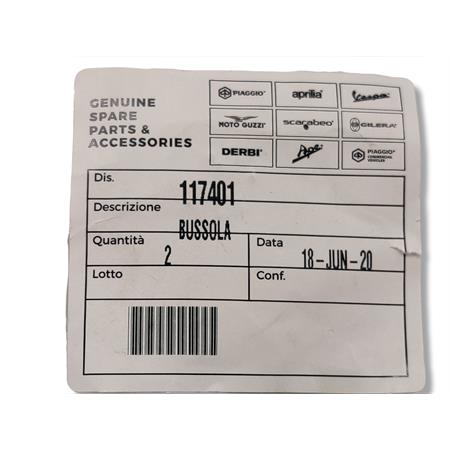 GENUINE
SPARE
PARTS &
ACCESSORIES
PIAGGIO
aprilia
Vespa
MOTO GUZZI
scarabeo
GILERA
DERBI
Ape
PIAGGIO
COMMERCIAL
VEHICLES
Dis.
117401
Descrizione
BUSSOLA
Quantità
2
Data
18-JUN-20
Lotto
Conf.